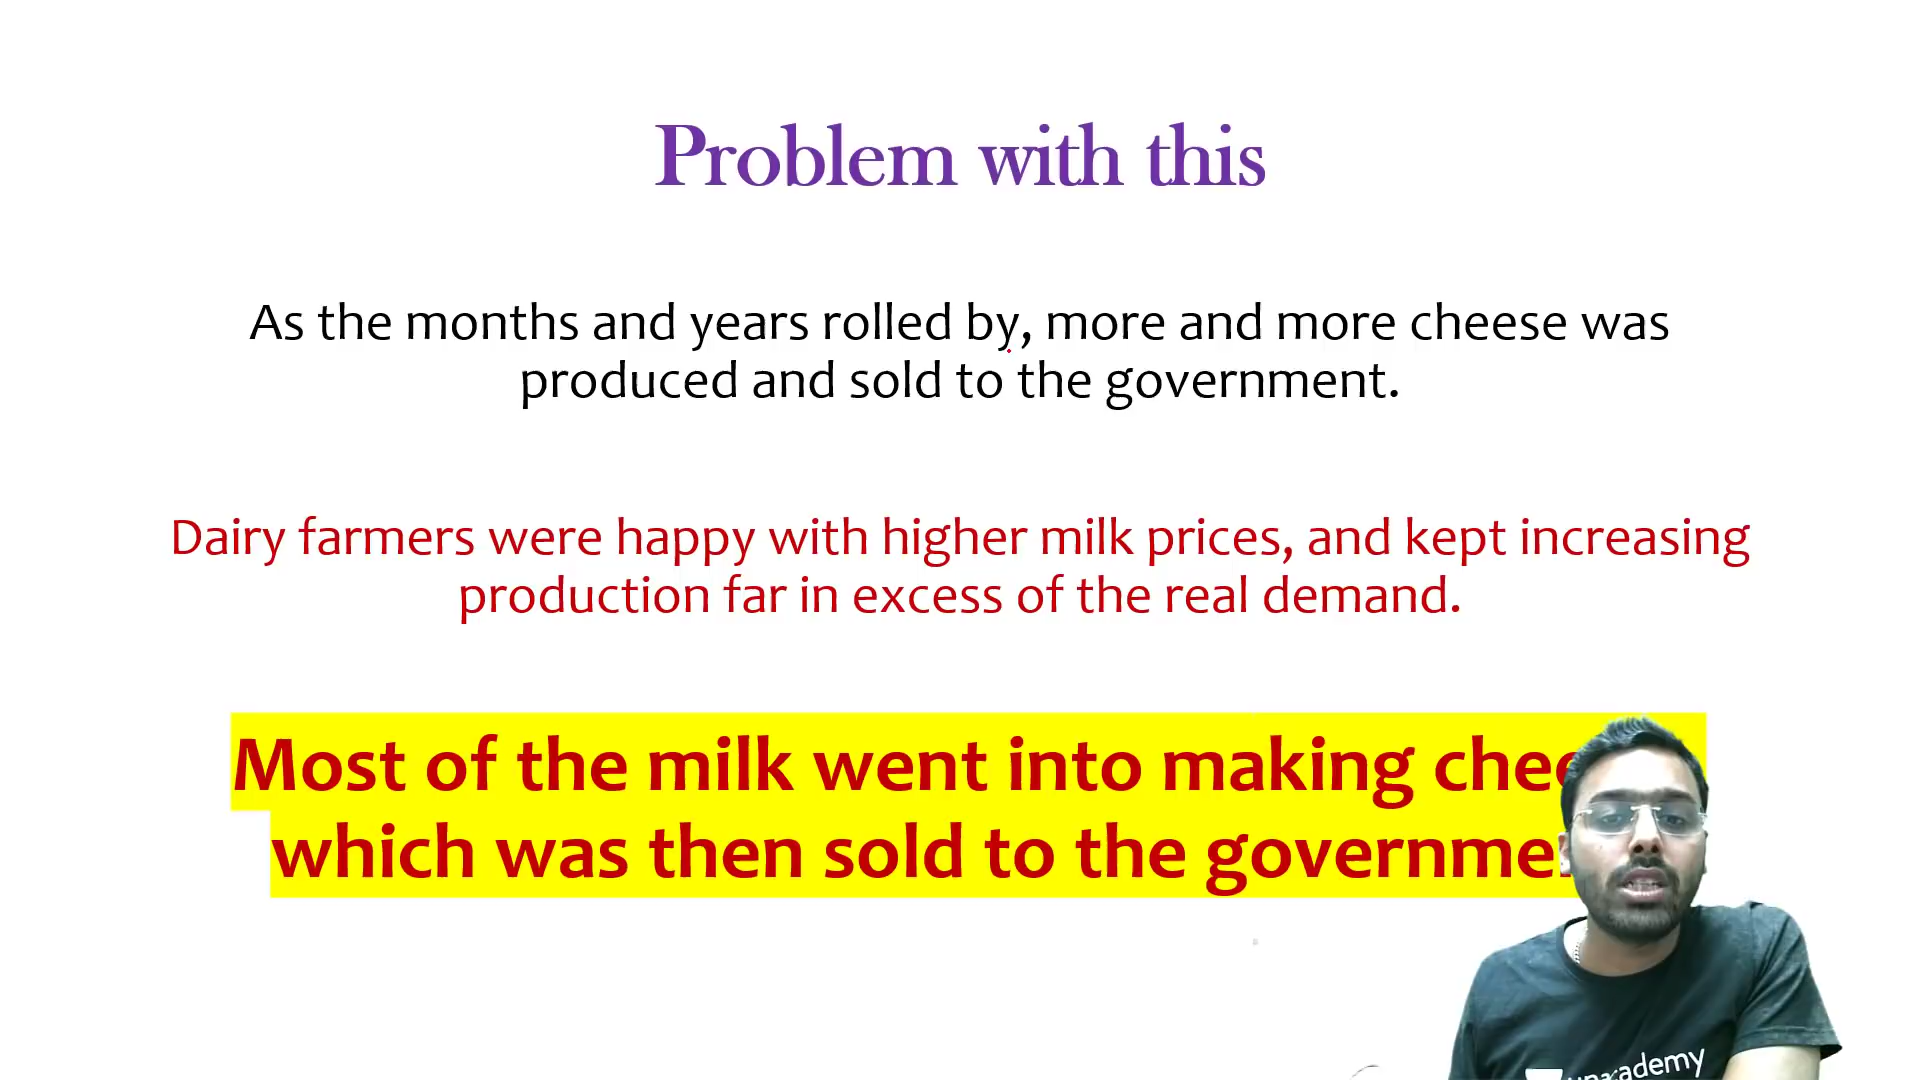 Problem with this
As the months and years rolled by, more and more cheese was
produced and sold to the government.
Dairy farmers were happy with higher milk prices, and kept increasing
production far in excess of the real demand.
Most of the milk went into making
which was then sold to the